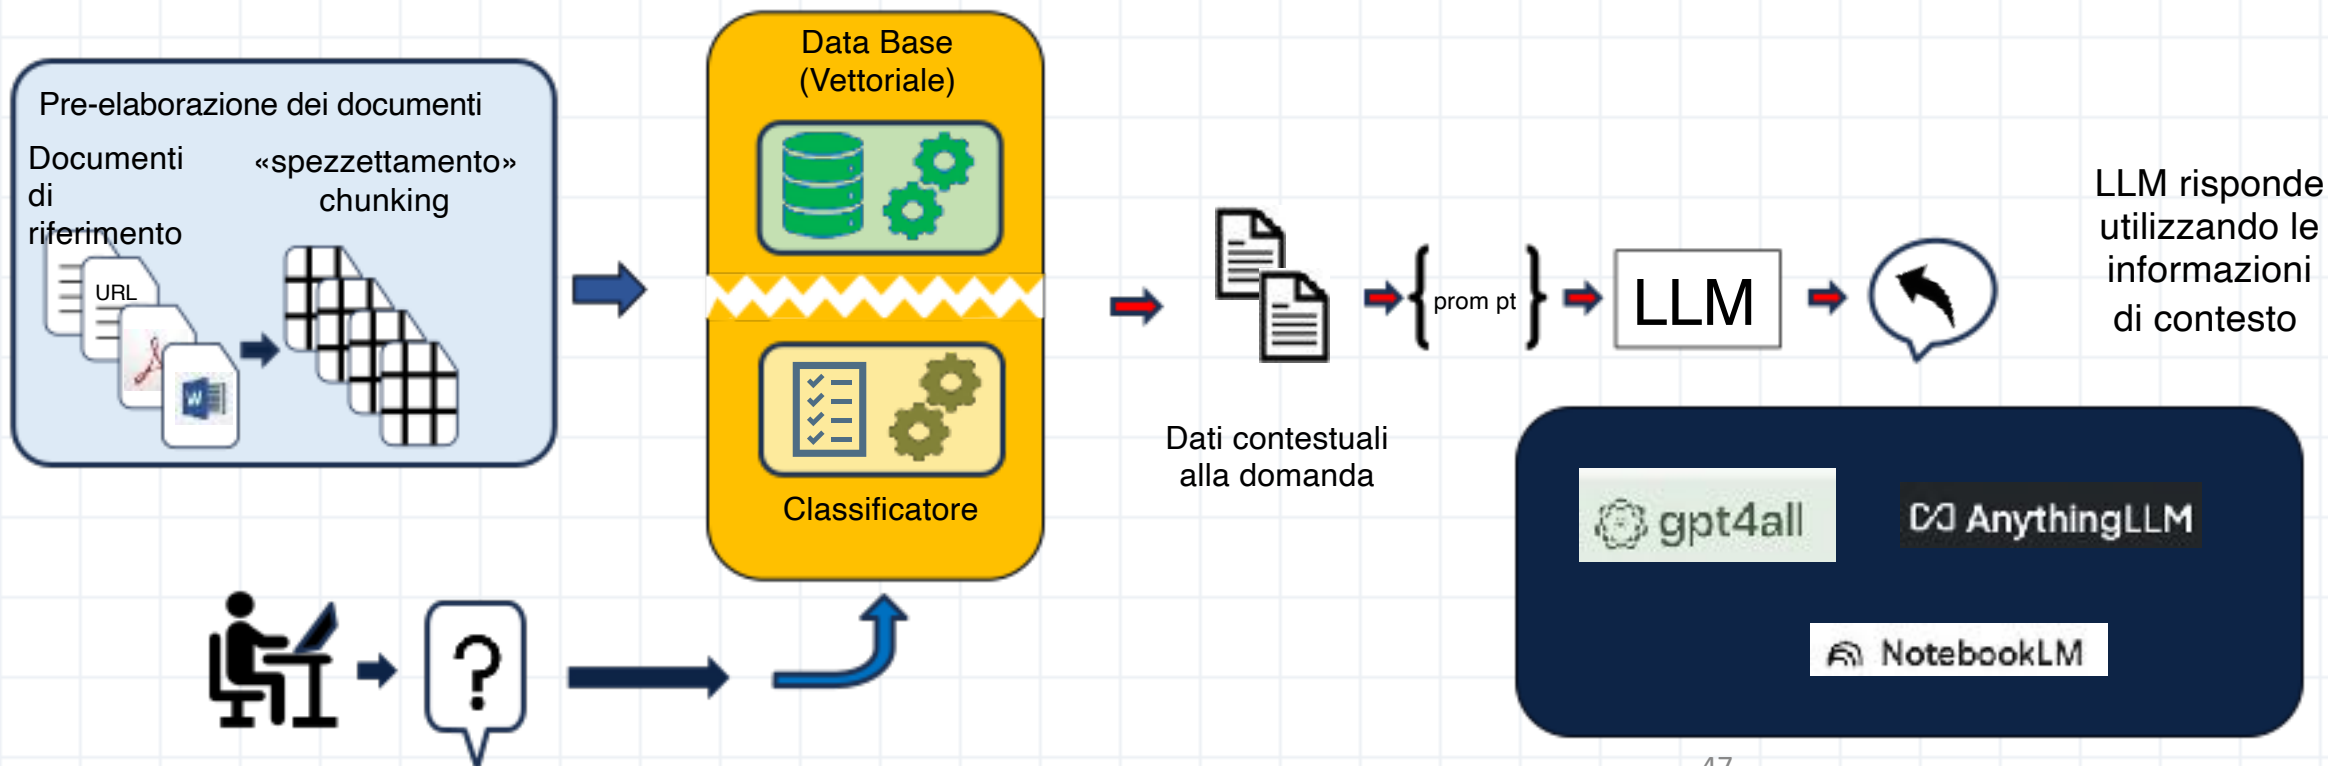 Pre-elaborazione dei documenti
Documenti
di
riferimento
«spezzettamento»
chunking
URL
W
Data Base
(Vettoriale)
Classificatore
?
Dati contestuali
alla domanda
{ prom pt }
LLM
LLM risponde
utilizzando le
informazioni
di contesto
gpt4all
AnythingLLM
NotebookLM
47